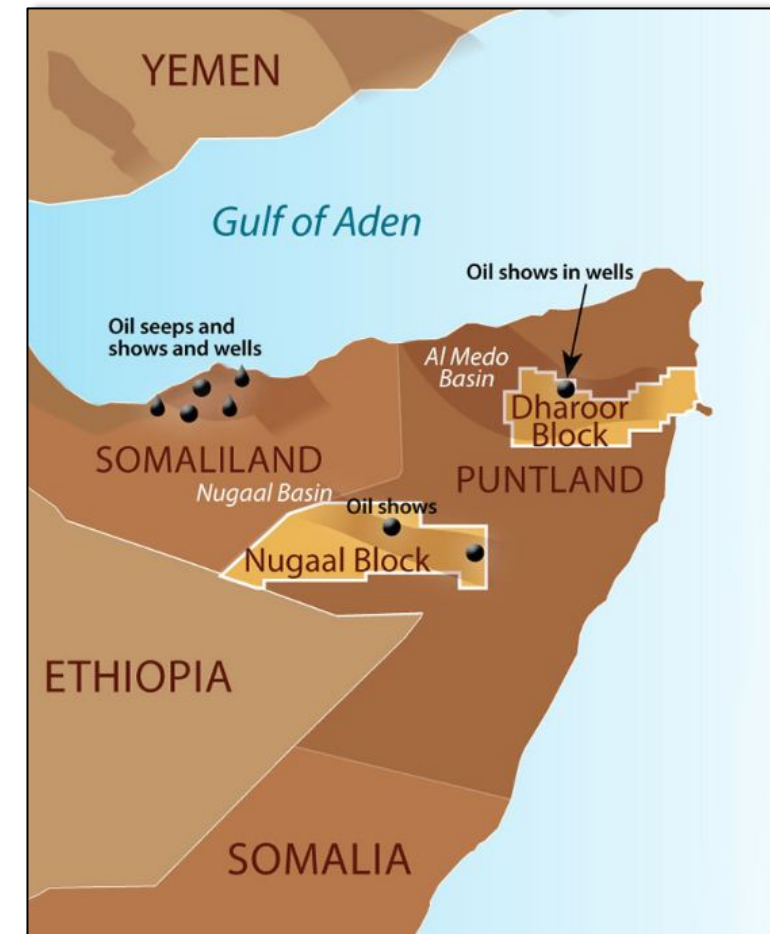 YEMEN
Gulf of Aden
Oil shows in wells
Oil seeps and
shows and wells
Al Medo
Basin
Dharoor
Block
SOMALILAND
PUNTLAND
Nugaal Basin
Oil shows
Nugaal Block
ETHIOPIA
SOMALIA